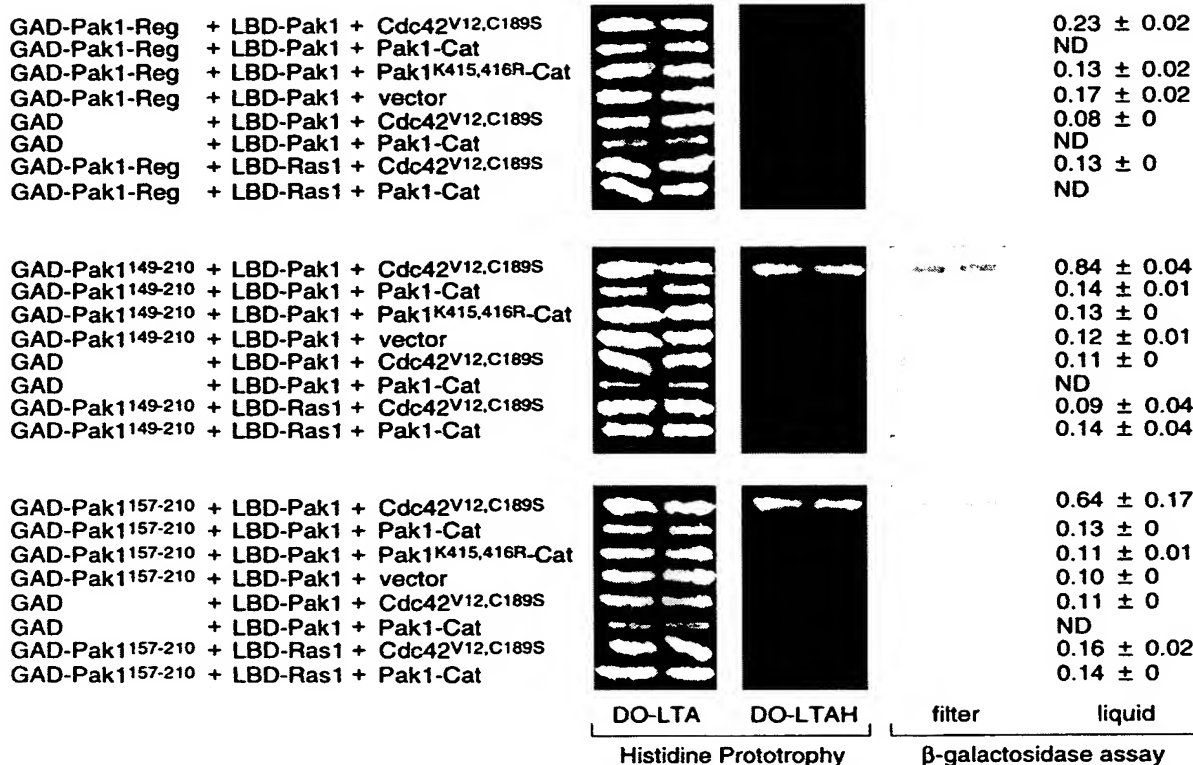 GAD-Pak1-Reg + LBD-Pak1 + Cdc42V12,C189S 0.23 ± 0.02
GAD-Pak1-Reg + LBD-Pak1 + Pak1-Cat ND
GAD-Pak1-Reg + LBD-Pak1 + Pak1K415,416R-Cat 0.13 ± 0.02
GAD-Pak1-Reg + LBD-Pak1 + vector 0.17 ± 0.02
GAD + LBD-Pak1 + Cdc42V12,C189S 0.08 ± 0
GAD + LBD-Pak1 + Pak1-Cat ND
GAD-Pak1-Reg + LBD-Ras1 + Cdc42V12,C189S 0.13 ± 0
GAD-Pak1-Reg + LBD-Ras1 + Pak1-Cat ND
GAD-Pak1149-210 + LBD-Pak1 + Cdc42V12,C189S 0.84 ± 0.04
GAD-Pak1149-210 + LBD-Pak1 + Pak1-Cat 0.14 ± 0.01
GAD-Pak1149-210 + LBD-Pak1 + Pak1K415,416R-Cat 0.13 ± 0
GAD-Pak1149-210 + LBD-Pak1 + vector 0.12 ± 0.01
GAD + LBD-Pak1 + Cdc42V12,C189S 0.11 ± 0
GAD + LBD-Pak1 + Pak1-Cat ND
GAD-Pak1149-210 + LBD-Ras1 + Cdc42V12,C189S 0.09 ± 0.04
GAD-Pak1149-210 + LBD-Ras1 + Pak1-Cat 0.14 ± 0.04
GAD-Pak1157-210 + LBD-Pak1 + Cdc42V12,C189S 0.64 ± 0.17
GAD-Pak1157-210 + LBD-Pak1 + Pak1-Cat 0.13 ± 0
GAD-Pak1157-210 + LBD-Pak1 + Pak1K415,416R-Cat 0.11 ± 0.01
GAD-Pak1157-210 + LBD-Pak1 + vector 0.10 ± 0
GAD + LBD-Pak1 + Cdc42V12,C189S 0.11 ± 0
GAD + LBD-Pak1 + Pak1-Cat ND
GAD-Pak1157-210 + LBD-Ras1 + Cdc42V12,C189S 0.16 ± 0.02
GAD-Pak1157-210 + LBD-Ras1 + Pak1-Cat 0.14 ± 0
DO-LTA DO-LTAH filter liquid
Histidine Prototrophy β-galactosidase assay